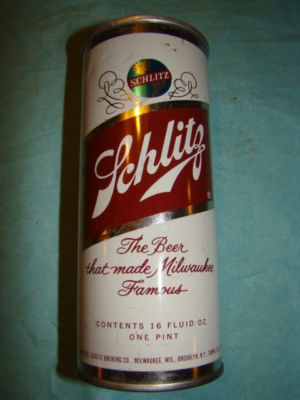 SCHLITZ
Schlitz
The Beer
that made Milwaukee
Famous
CONTENTS 16 FLUID OZ.
ONE PINT
SCHLITZ BREWING CO., MILWAUKEE, WIS., BROOKLYN, N.Y.,